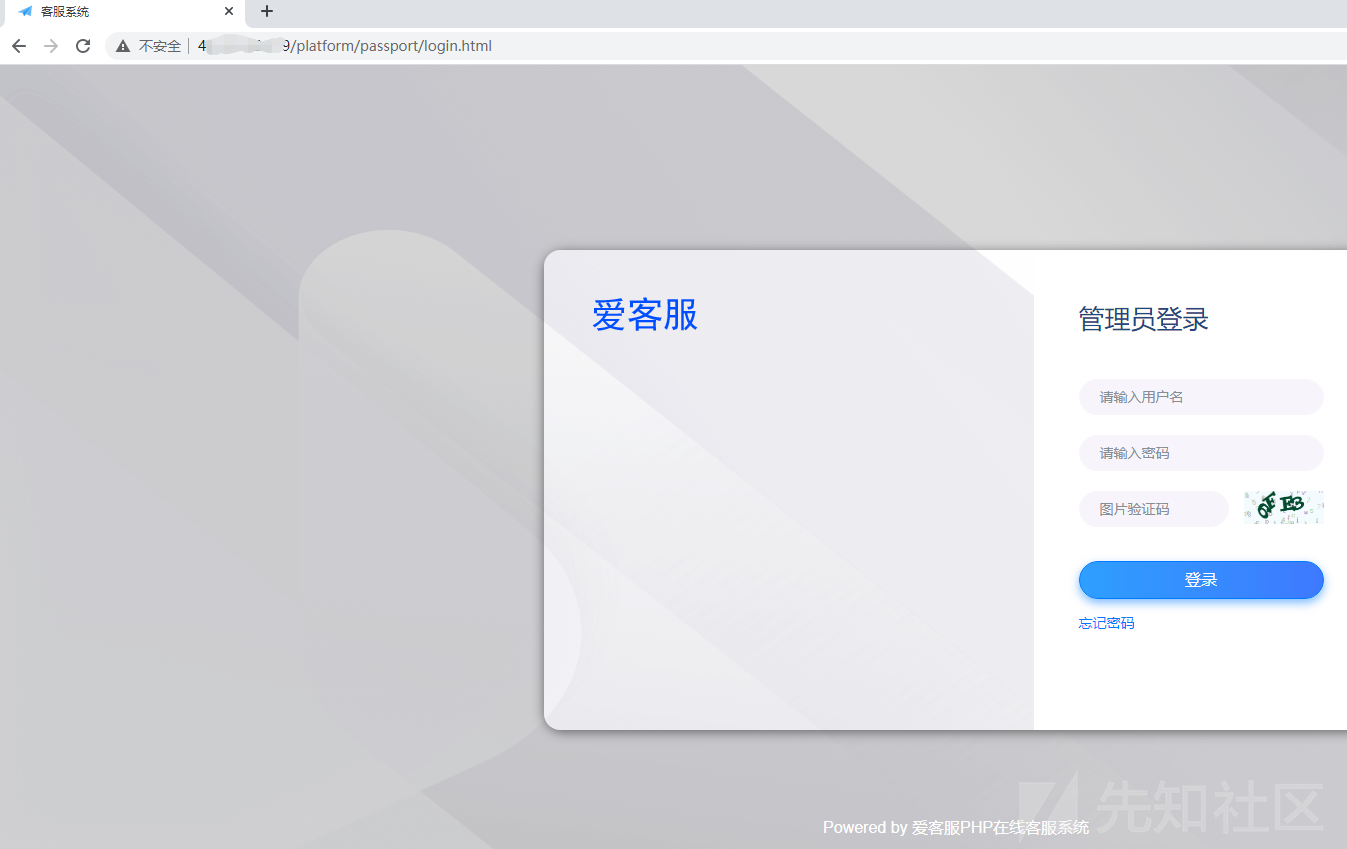 客服系统
不安全 4 9/platform/passport/login.html
爱客服
管理员登录
请输入用户名
请输入密码
图片验证码
登录
忘记密码
Powered by 爱客服PHP在线客服系统
先知社区